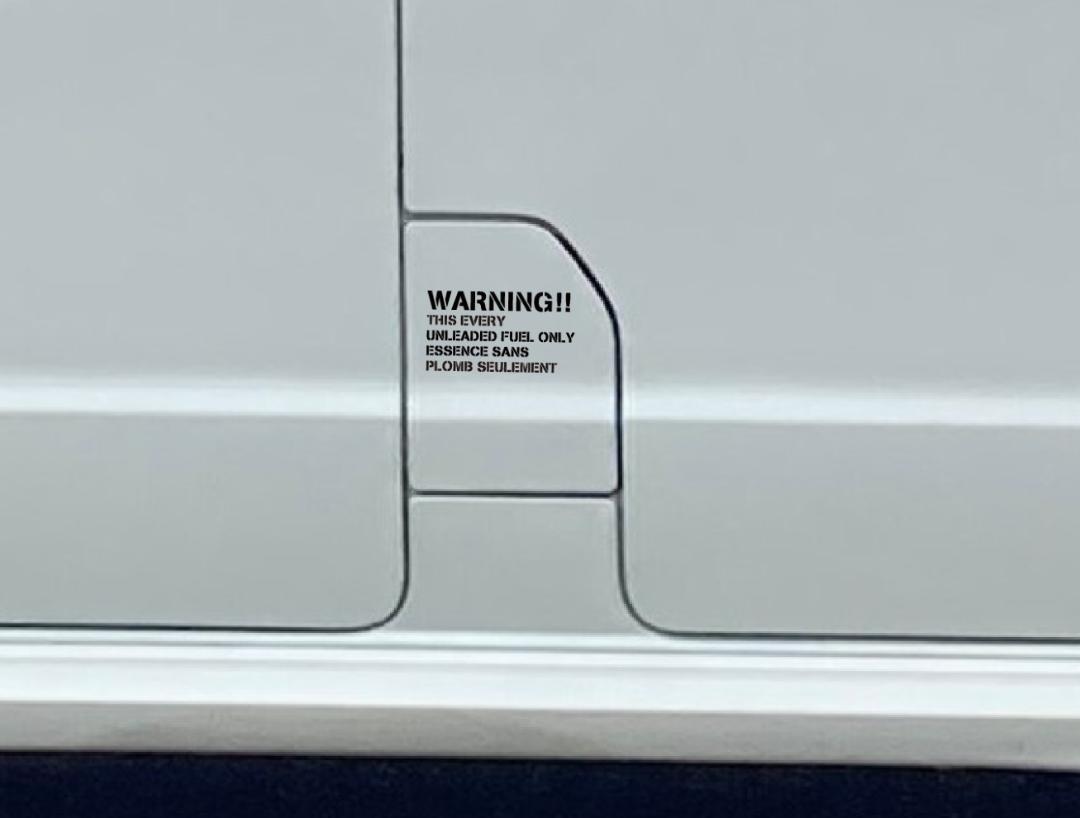 WARNING!!
THIS EVERY
UNLEADED FUEL ONLY
ESSENCE SANS
PLOMB SEULEMENT